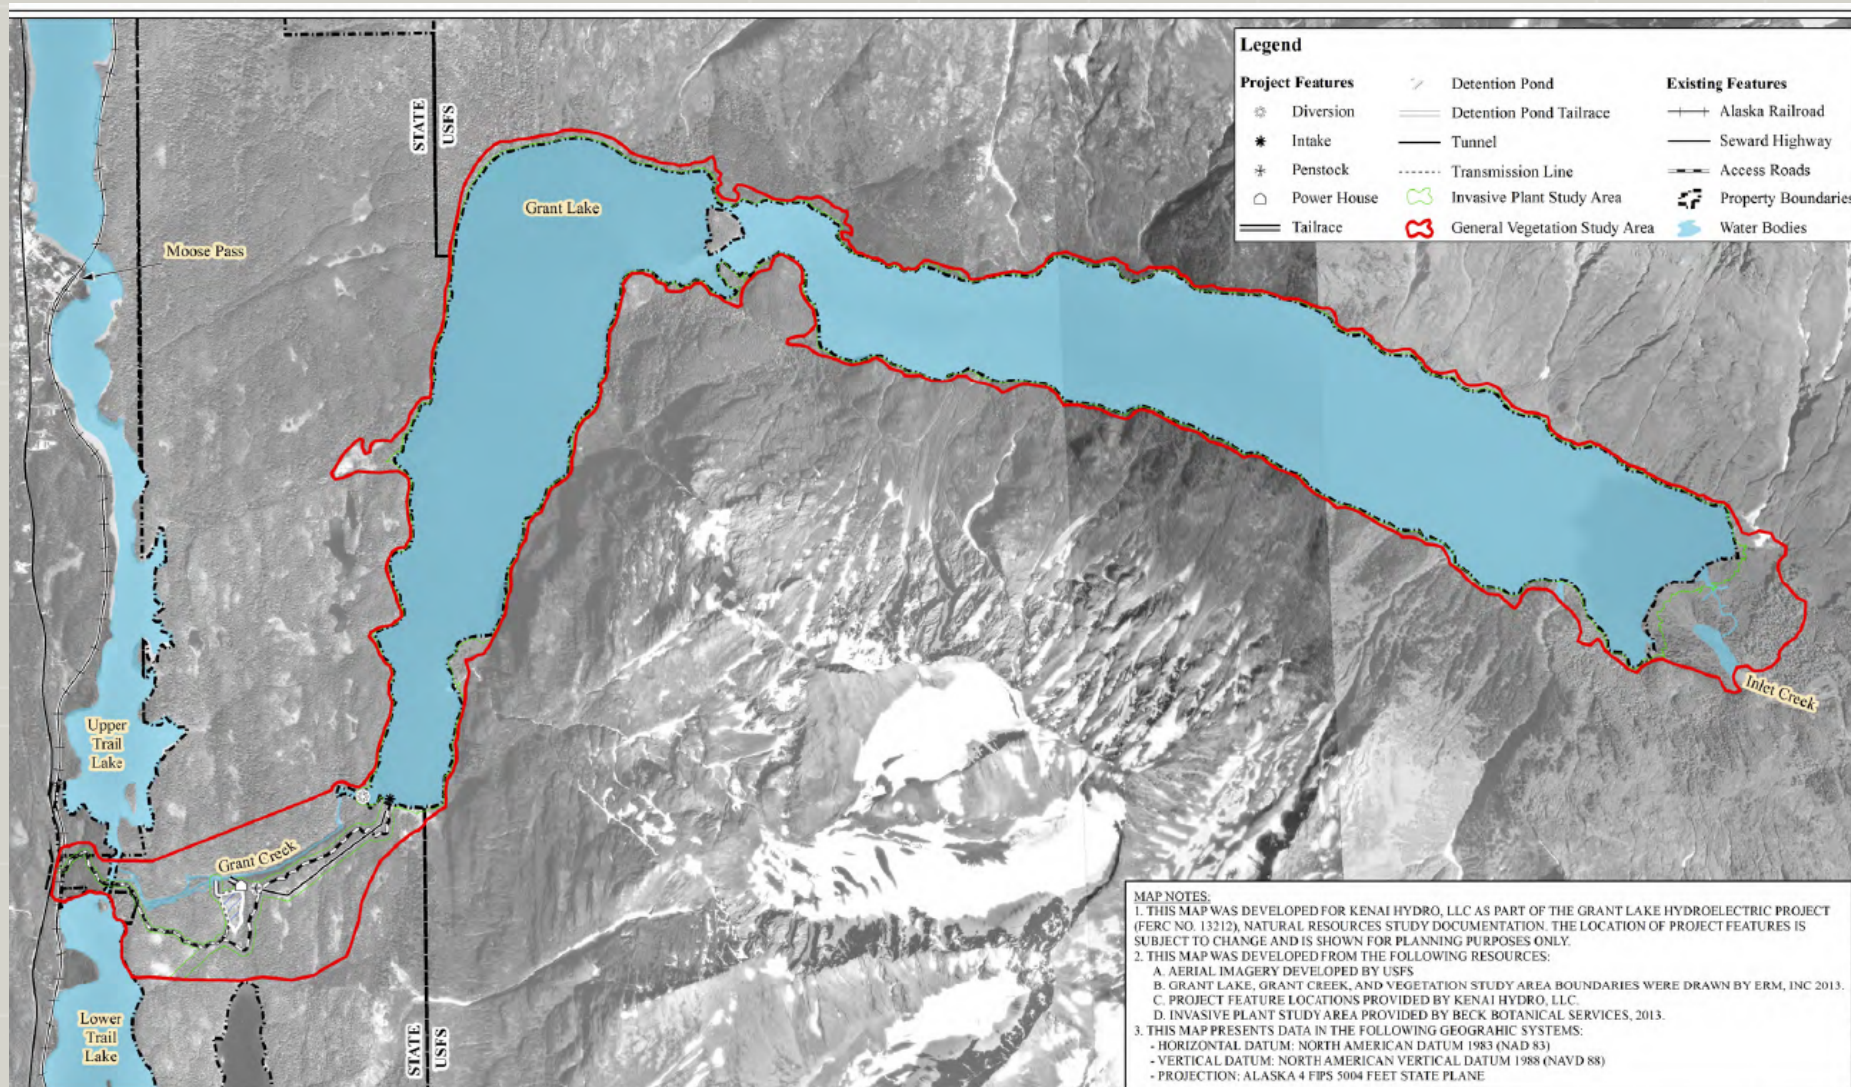 Legend
Project Features
Diversion
Intake
Penstock
Power House
Tailrace
Detention Pond
Detention Pond Tailrace
Tunnel
Transmission Line
Invasive Plant Study Area
General Vegetation Study Area
Existing Features
Alaska Railroad
Seward Highway
Access Roads
Property Boundaries
Water Bodies
STATE
USFS
Grant Lake
Moose Pass
Upper
Trail
Lake
Inlet Creek
Grant Creek
Lower
Trail
Lake
STATE
USFS
MAP NOTES:
1. THIS MAP WAS DEVELOPED FOR KENAI HYDRO, LLC AS PART OF THE GRANT LAKE HYDROELECTRIC PROJECT
(FERC NO. 13212), NATURAL RESOURCES STUDY DOCUMENTATION. THE LOCATION OF PROJECT FEATURES IS
SUBJECT TO CHANGE AND IS SHOWN FOR PLANNING PURPOSES ONLY.
2. THIS MAP WAS DEVELOPED FROM THE FOLLOWING RESOURCES:
A. AERIAL IMAGERY DEVELOPED BY USFS
B. GRANT LAKE, GRANT CREEK, AND VEGETATION STUDY AREA BOUNDARIES WERE DRAWN BY ERM, INC 2013.
C. PROJECT FEATURE LOCATIONS PROVIDED BY KENAI HYDRO, LLC.
D. INVASIVE PLANT STUDY AREA PROVIDED BY BECK BOTANICAL SERVICES, 2013.
3. THIS MAP PRESENTS DATA IN THE FOLLOWING GEOGRAHIC SYSTEMS:
- HORIZONTAL DATUM: NORTH AMERICAN DATUM 1983 (NAD 83)
- VERTICAL DATUM: NORTH AMERICAN VERTICAL DATUM 1988 (NAVD 88)
- PROJECTION: ALASKA 4 FIPS 5004 FEET STATE PLANE